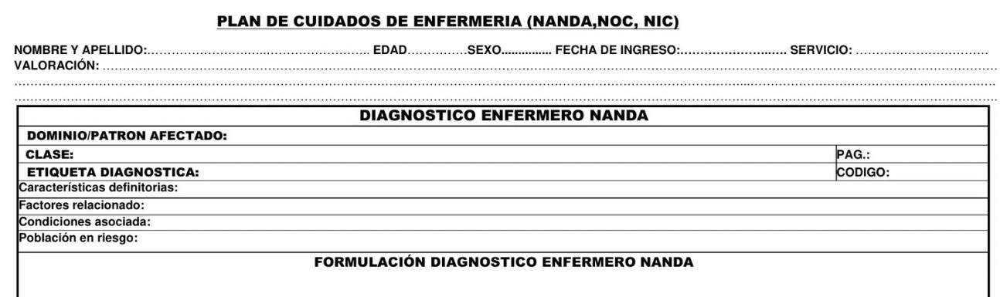 PLAN DE CUIDADOS DE ENFERMERIA (NANDA,NOC, NIC)
NOMBRE Y APELLIDO:……………………………………………. EDAD……………SEXO............... FECHA DE INGRESO:……………………….. SERVICIO: ……………………………
VALORACIÓN: ………………………………………………………………………………………………………………………………
………………………………………………………………………………………………………………………………………………
………………………………………………………………………………………………………………………………………………
DIAGNOSTICO ENFERMERO NANDA
DOMINIO/PATRON AFECTADO:
CLASE: PAG.:
ETIQUETA DIAGNOSTICA: CODIGO:
Características definitorias:
Factores relacionado:
Condiciones asociada:
Población en riesgo:
FORMULACIÓN DIAGNOSTICO ENFERMERO NANDA